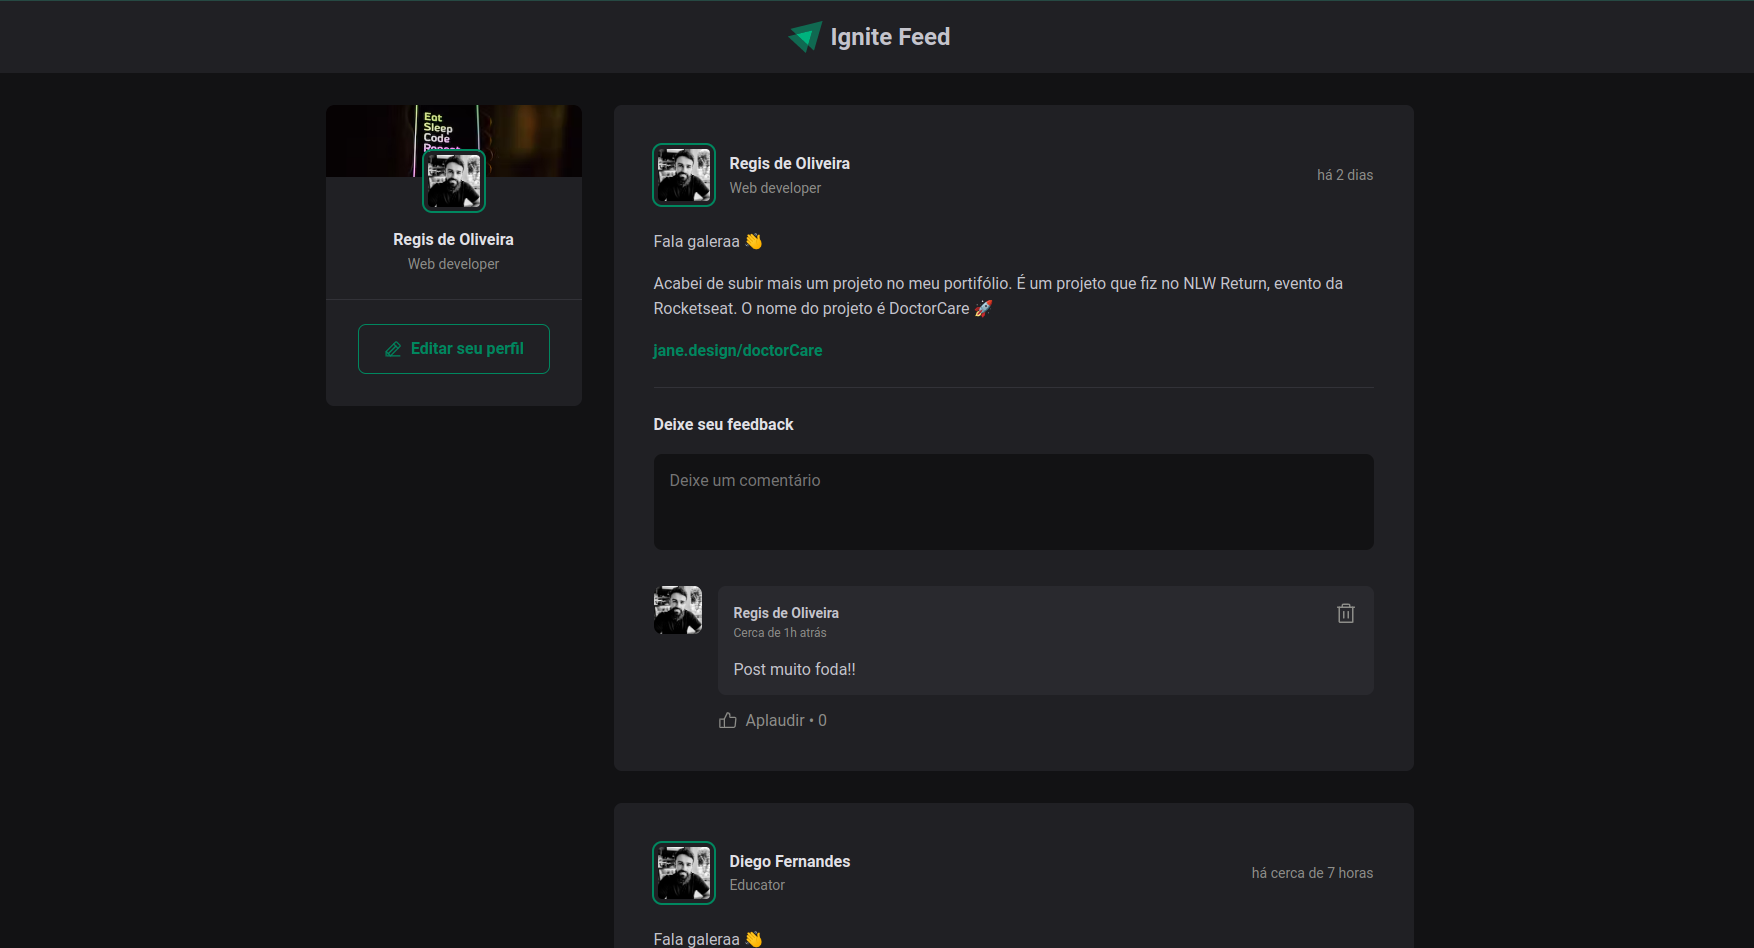 Ignite Feed
Eat
Sleep
Code
Repeat
Regis de Oliveira
Web developer
Editar seu perfil
Regis de Oliveira
Web developer
há 2 dias
Fala galeraa 👋
Acabei de subir mais um projeto no meu portifólio. É um projeto que fiz no NLW Return, evento da
Rocketseat. O nome do projeto é DoctorCare 🚀
jane.design/doctorCare
Deixe seu feedback
Deixe um comentário
Regis de Oliveira
Cerca de 1h atrás
Post muito foda!!
Aplaudir • 0
Diego Fernandes
Educator
há cerca de 7 horas
Fala galeraa 👋